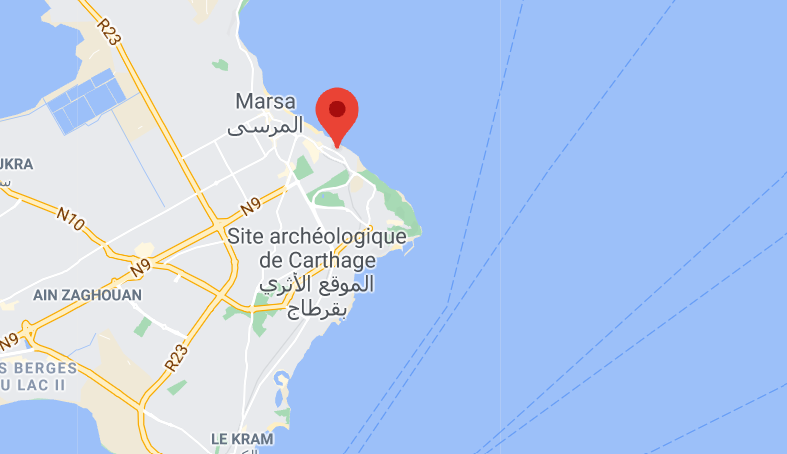 R23
Marsa
المرسى
UKRA
N10
N9
Site archéologique
de Carthage
الموقع الأثري
بقرطاج
N9
AIN ZAGHOUAN
N9
R23
S BERGES
U LAC II
LE KRAM